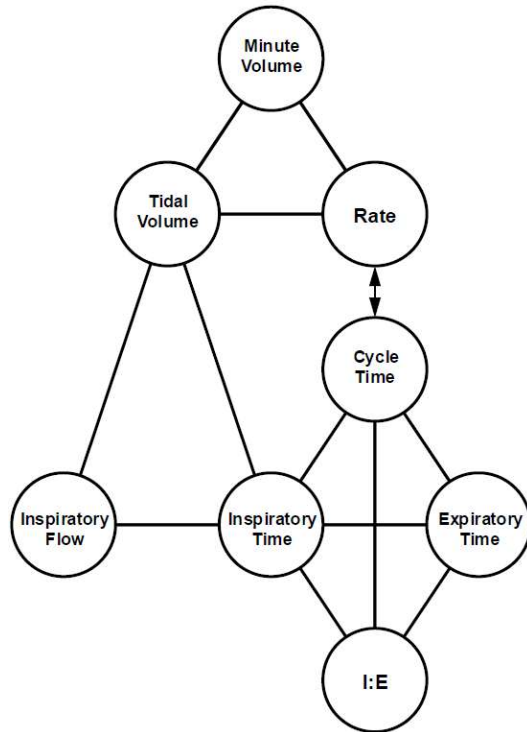 Minute
Volume
Tidal
Volume
Rate
Cycle
Time
Inspiratory
Flow
Inspiratory
Time
Expiratory
Time
I:E